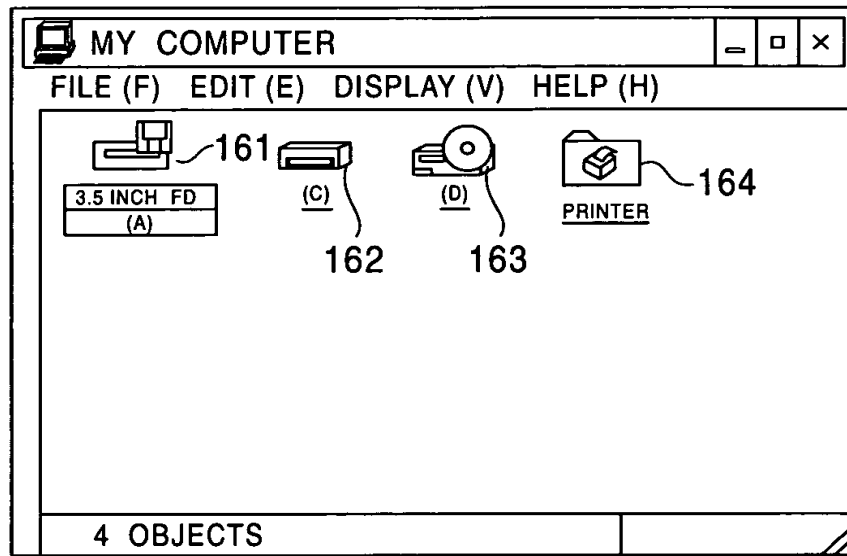 MY COMPUTER
FILE (F) EDIT (E) DISPLAY (V) HELP (H)
161
3.5 INCH FD
(A)
(C)
162
(D)
163
164
PRINTER
4 OBJECTS